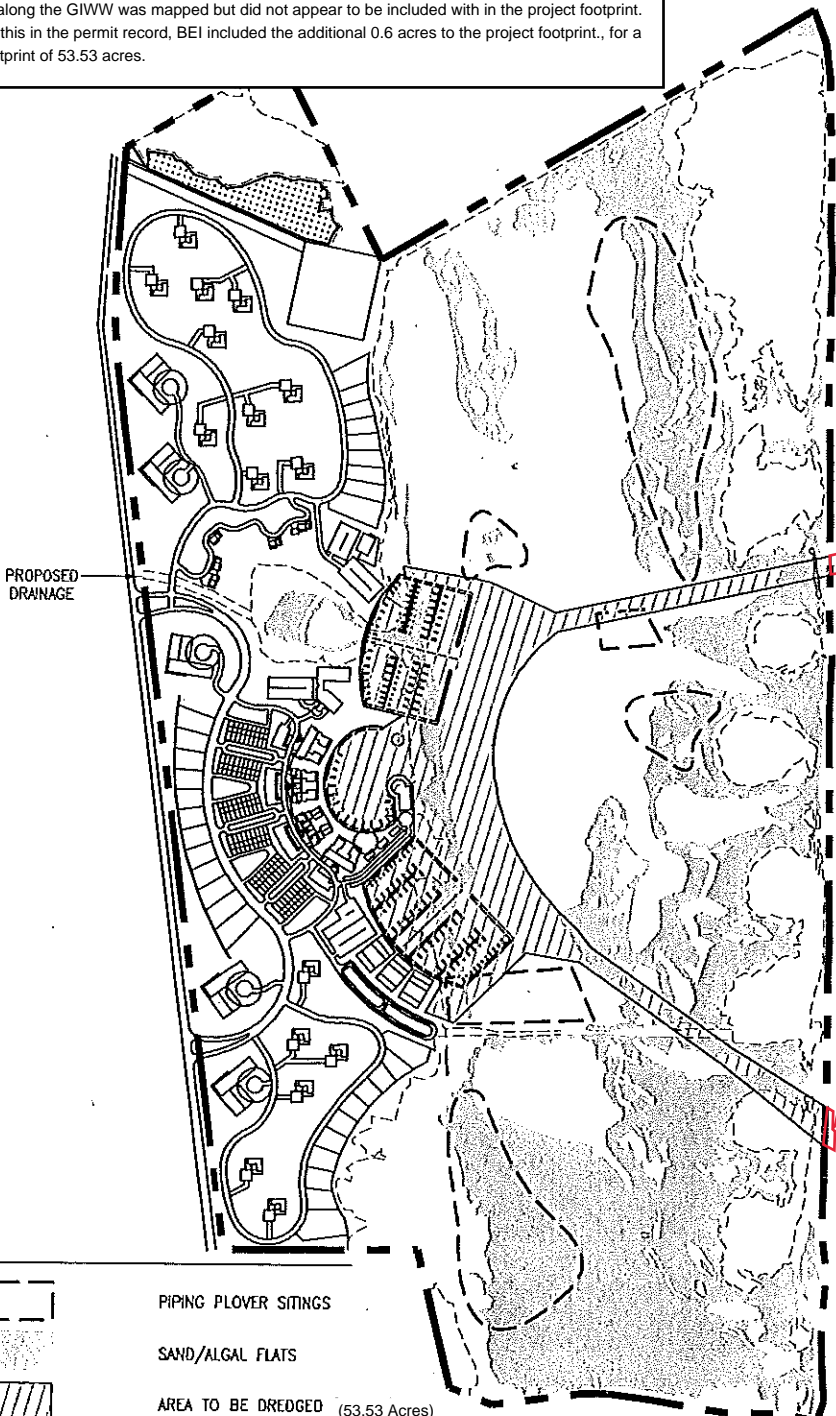 along the GIWW was mapped but did not appear to be included with in the project footprint.
this in the permit record, BEI included the additional 0.6 acres to the project footprint., for a
tprint of 53.53 acres.
PROPOSED
DRAINAGE
PIPING PLOVER SITINGS
SAND/ALGAL FLATS
AREA TO BE DREDGED (53.53 Acres)